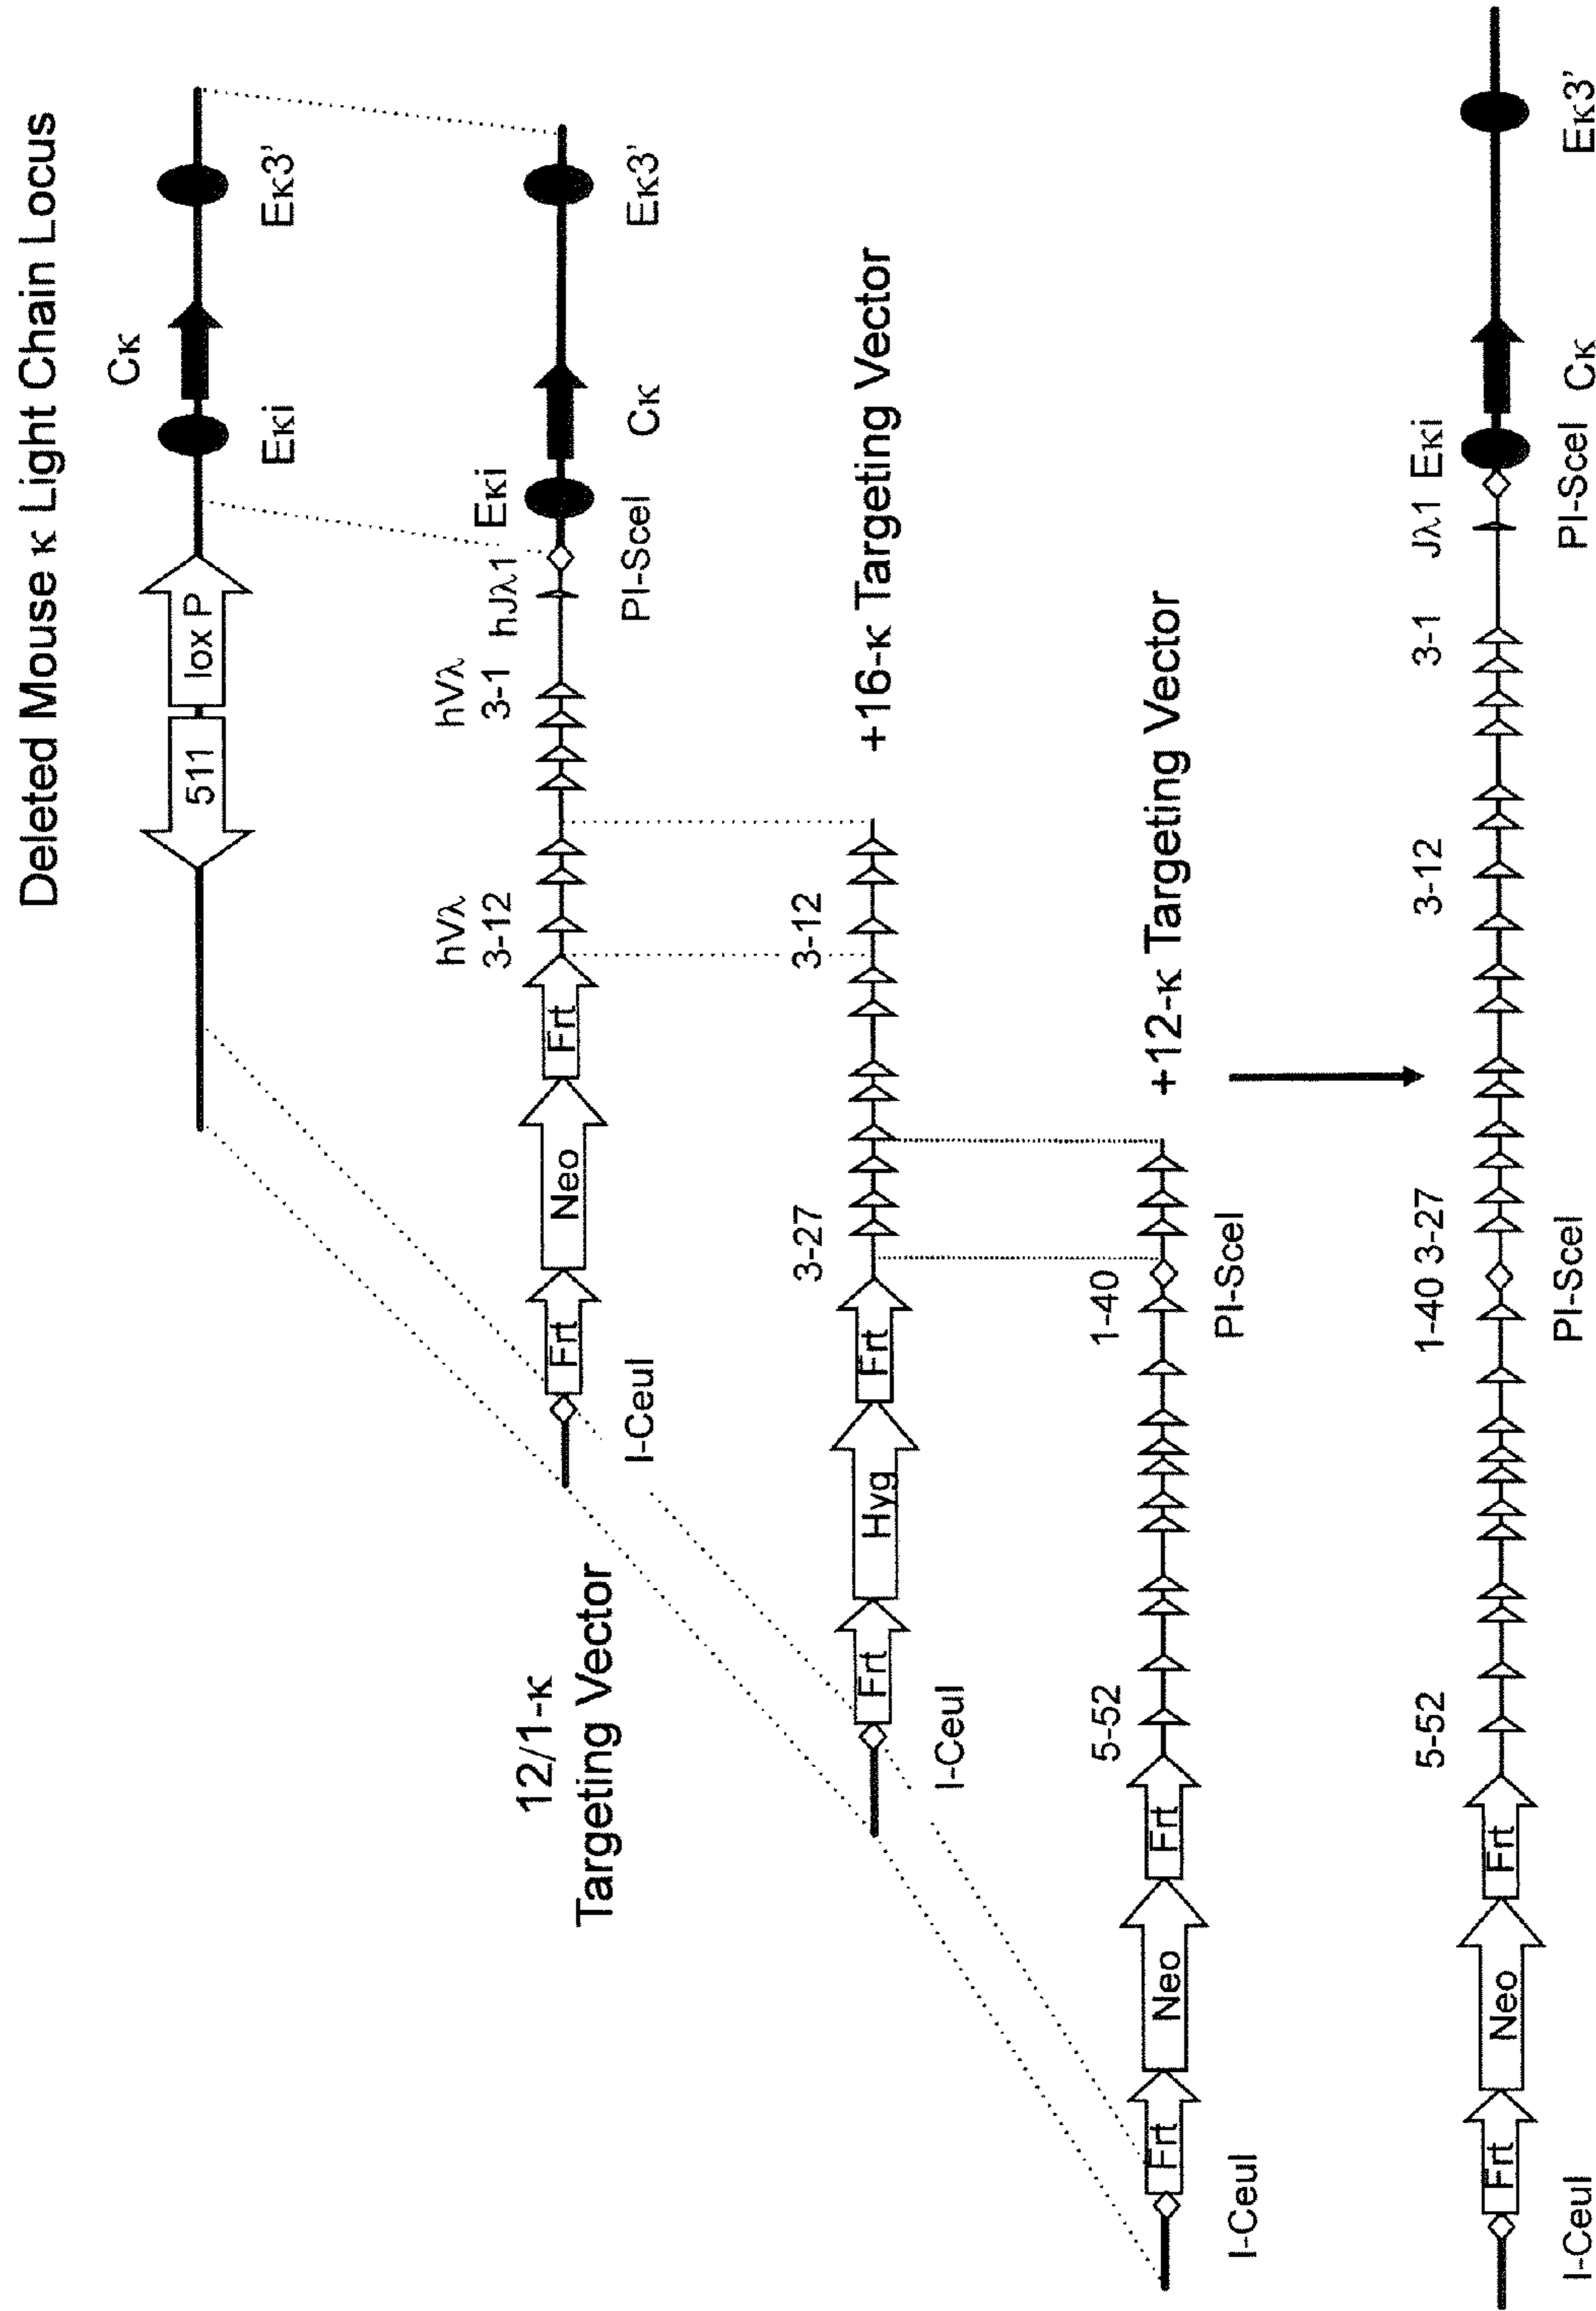 Deleted Mouse κ Light Chain Locus
511
lox P
Cκ
Eκi
Eκ3'
12/1-κ
Targeting Vector
I-CeuI
Frt
Neo
Frt
hVλ
3-12
hVλ
3-1
hJλ1
PI-SceI
Eκi
Cκ
Eκ3'
+16-κ Targeting Vector
I-CeuI
Frt
Hyg
Frt
3-27
3-12
+12-κ Targeting Vector
I-CeuI
Frt
Neo
Frt
5-52
1-40
PI-SceI
I-CeuI
Frt
Neo
Frt
5-52
1-40 3-27
PI-SceI
3-12
3-1
Jλ1 Eκi
PI-SceI Cκ
Eκ3'